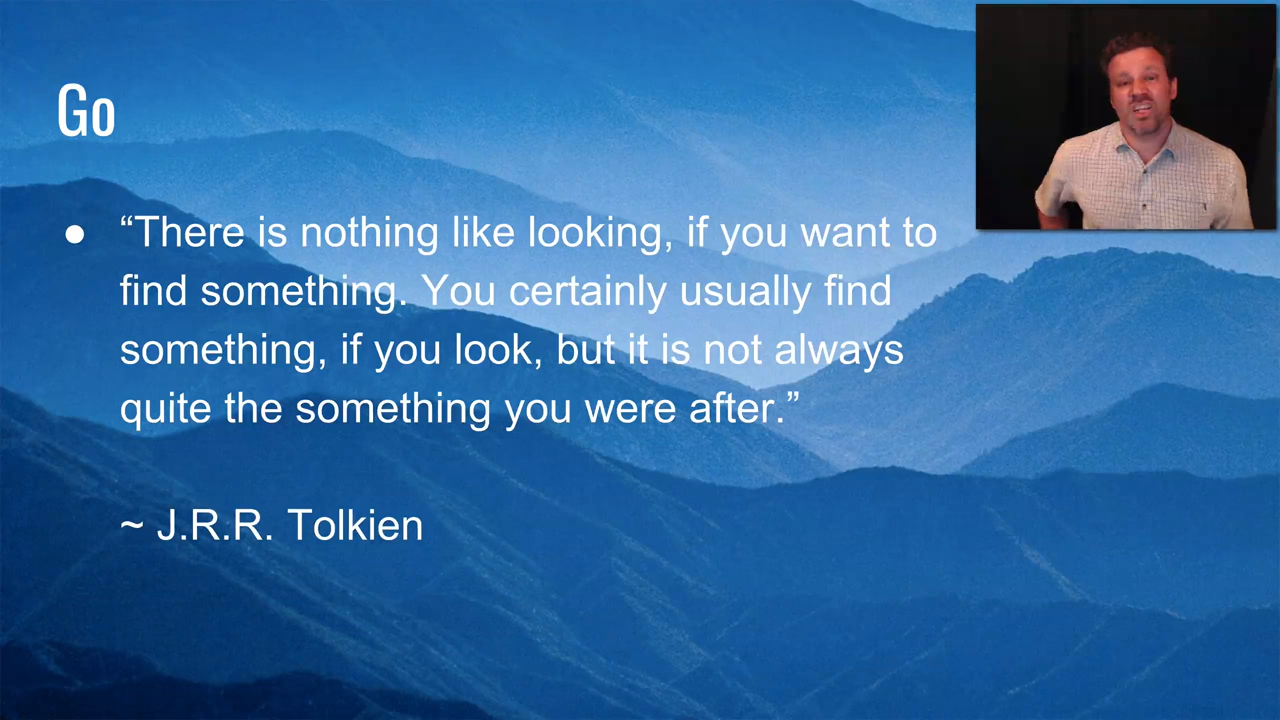 Go
● “There is nothing like looking, if you want to
find something. You certainly usually find
something, if you look, but it is not always
quite the something you were after.”
~ J.R.R. Tolkien